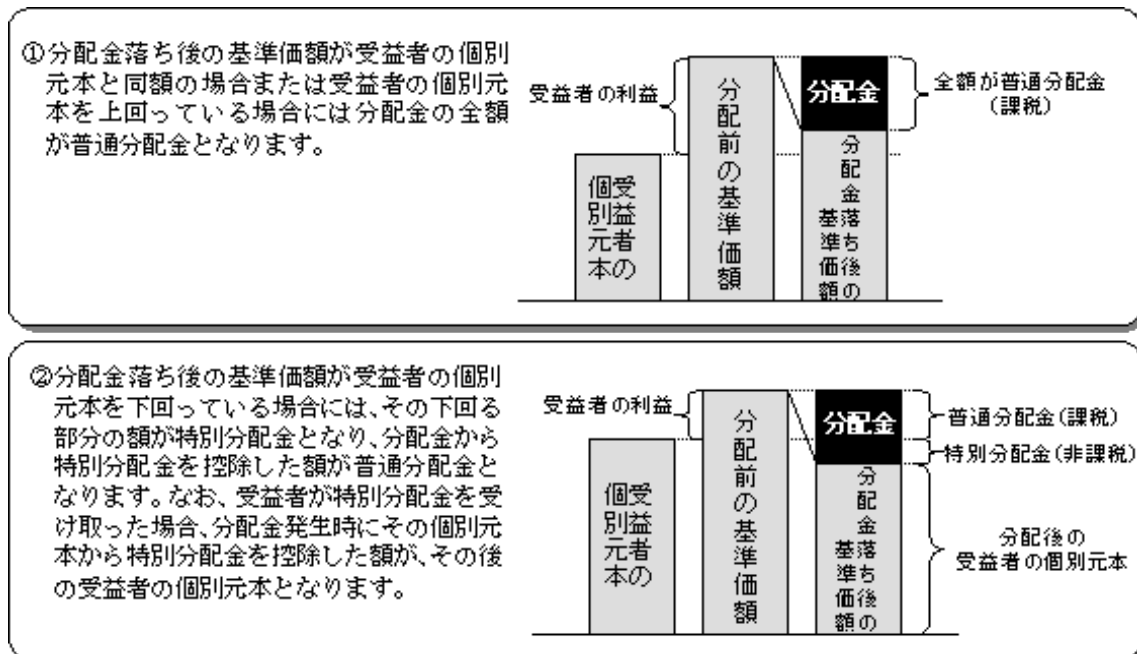 ①分配金落ち後の基準価額が受益者の個別
元本と同額の場合または受益者の個別元
本を上回っている場合には分配金の全額
が普通分配金となります。
受益者の利益
受益者の
個別元本
分配前の基準価額
分配金
分配金落ち後の
基準価額
全額が普通分配金
(課税)
②分配金落ち後の基準価額が受益者の個別
元本を下回っている場合には、その下回る
部分の額が特別分配金となり、分配金から
特別分配金を控除した額が普通分配金と
なります。なお、受益者が特別分配金を受
け取った場合、分配金発生時にその個別元
本から特別分配金を控除した額が、その後
の受益者の個別元本となります。
受益者の利益
受益者の
個別元本
分配前の基準価額
分配金
分配金落ち後の
基準価額
普通分配金(課税)
特別分配金(非課税)
分配後の
受益者の個別元本